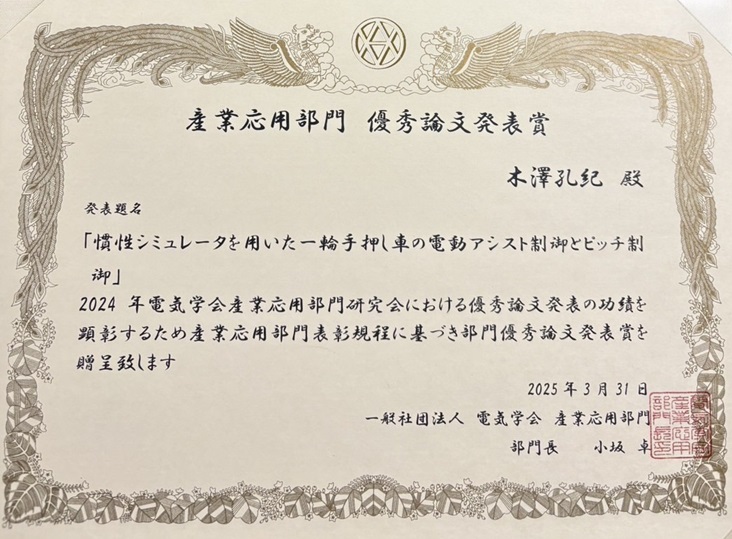 産業応用部門 優秀論文発表賞
木澤孔紀 殿
発表題名
「慣性シミュレータを用いた一輪手押し車の電動アシスト制御とピッチ制
御」
2024 年電気学会産業応用部門研究会における優秀論文発表の功績を
顕彰するため産業応用部門表彰規程に基づき部門優秀論文発表賞を
贈呈致します
2025 年 3 月 31 日
一般社団法人 電気学会 産業応用部門
部門長 小坂 卓